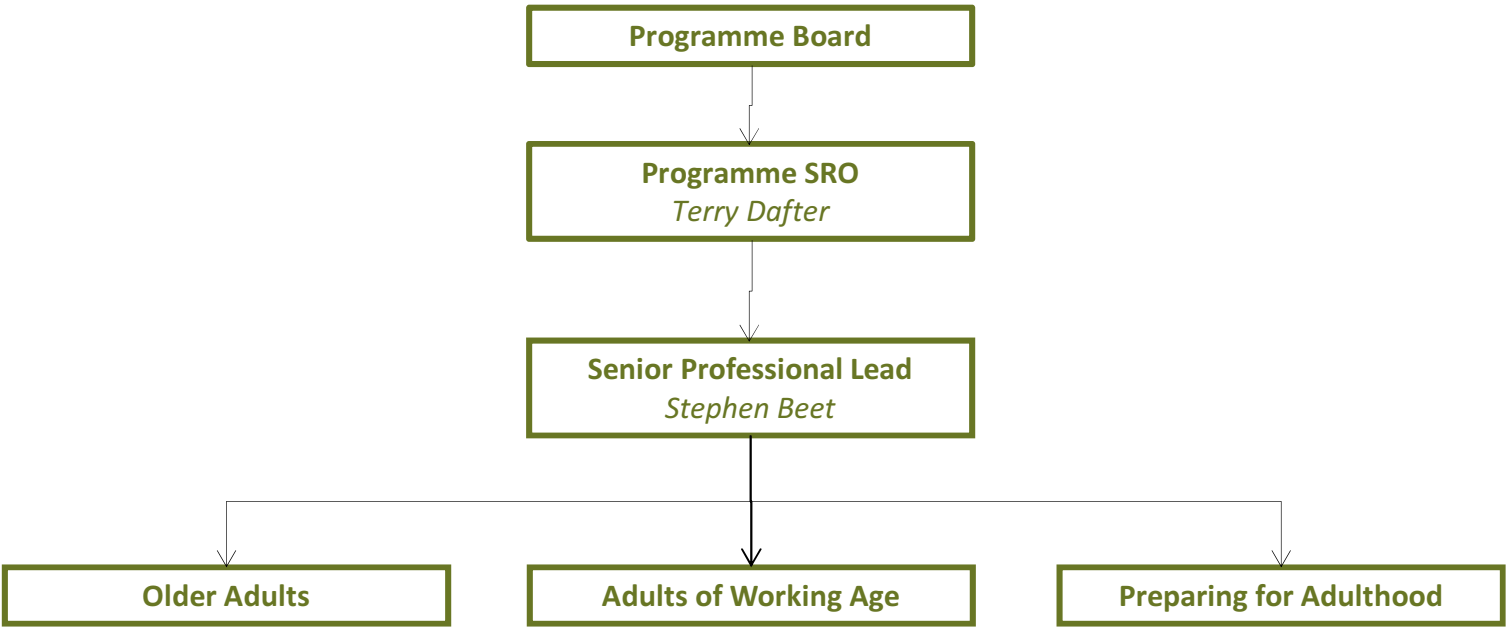 Programme Board
Programme SRO
Terry Dafter
Senior Professional Lead
Stephen Beet
Older Adults
Adults of Working Age
Preparing for Adulthood